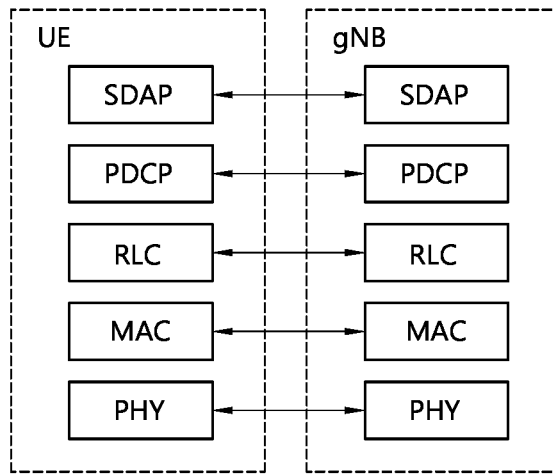 UE gNB
SDAP SDAP
PDCP PDCP
RLC RLC
MAC MAC
PHY PHY